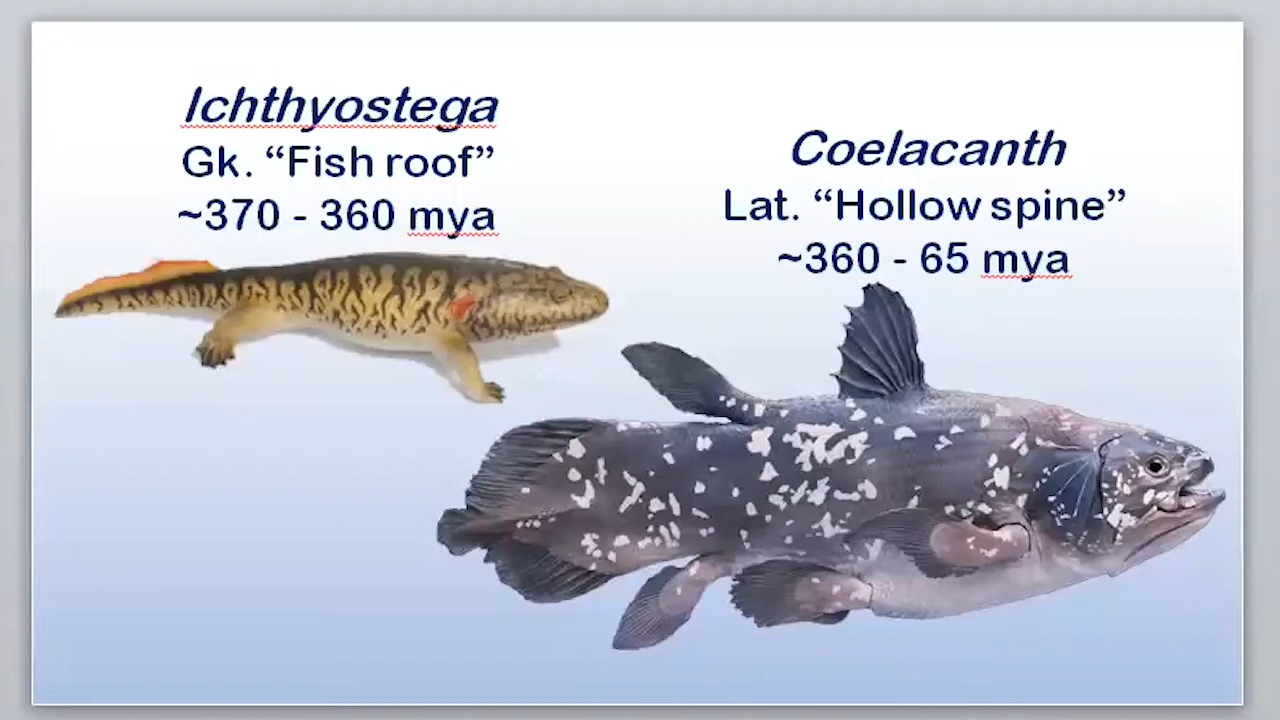 Ichthyostega
Gk. “Fish roof”
~370 - 360 mya
Coelacanth
Lat. “Hollow spine”
~360 - 65 mya